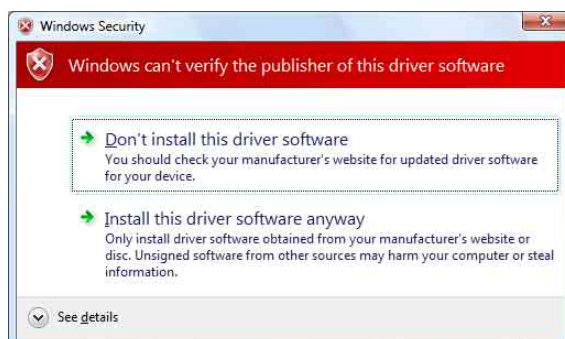 Windows Security
Windows can't verify the publisher of this driver software
Don't install this driver software
You should check your manufacturer's website for updated driver software
for your device.
Install this driver software anyway
Only install driver software obtained from your manufacturer's website or
disc. Unsigned software from other sources may harm your computer or steal
information.
See details